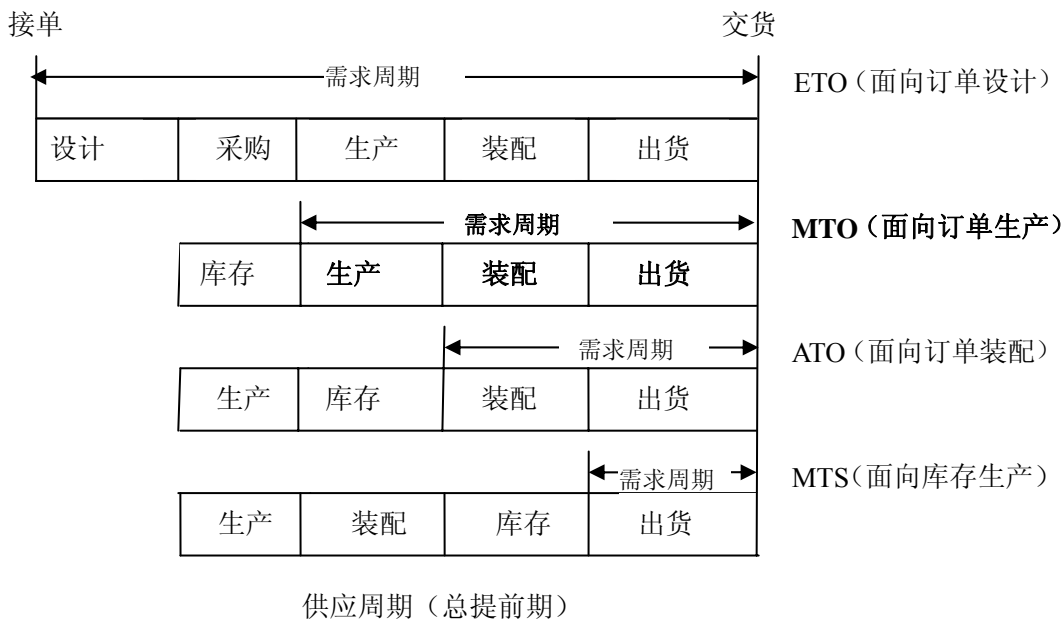 接单 交货
需求周期 ETO（面向订单设计）
设计 采购 生产 装配 出货
需求周期 MTO（面向订单生产）
库存 生产 装配 出货
需求周期 ATO（面向订单装配）
生产 库存 装配 出货
需求周期 MTS（面向库存生产）
生产 装配 库存 出货
供应周期（总提前期）